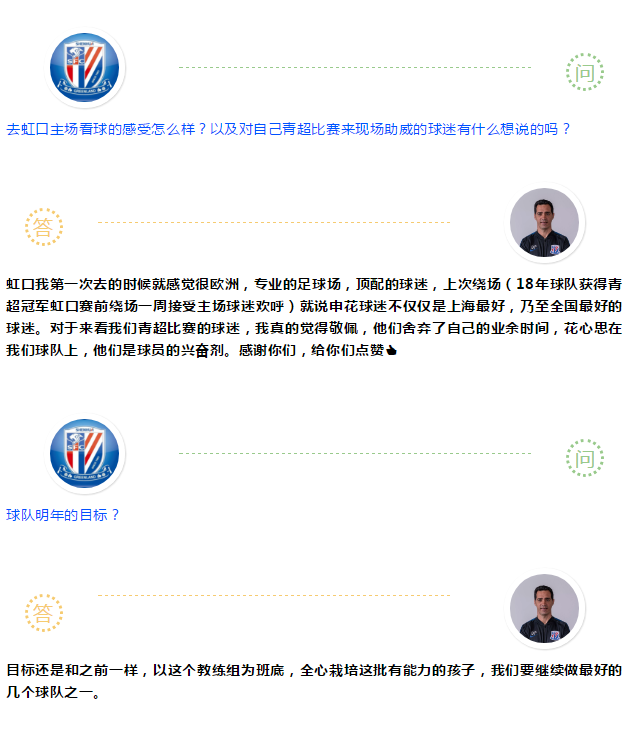 SHENHUA
SFC
GREENLAND
问
去虹口主场看球的感受怎么样？以及对自己青超比赛来现场助威的球迷有什么想说的吗？
答
虹口我第一次去的时候就感觉很欧洲，专业的足球场，顶配的球迷，上次绕场（18年球队获得青
超冠军虹口赛前绕场一周接受主场球迷欢呼）就说申花球迷不仅仅是上海最好，乃至全国最好的
球迷。对于来看我们青超比赛的球迷，我真的觉得敬佩，他们舍弃了自己的业余时间，花心思在
我们球队上，他们是球员的兴奋剂。感谢你们，给你们点赞👍
SHENHUA
SFC
GREENLAND
问
球队明年的目标？
答
目标还是和之前一样，以这个教练组为班底，全心栽培这批有能力的孩子，我们要继续做最好的
几个球队之一。